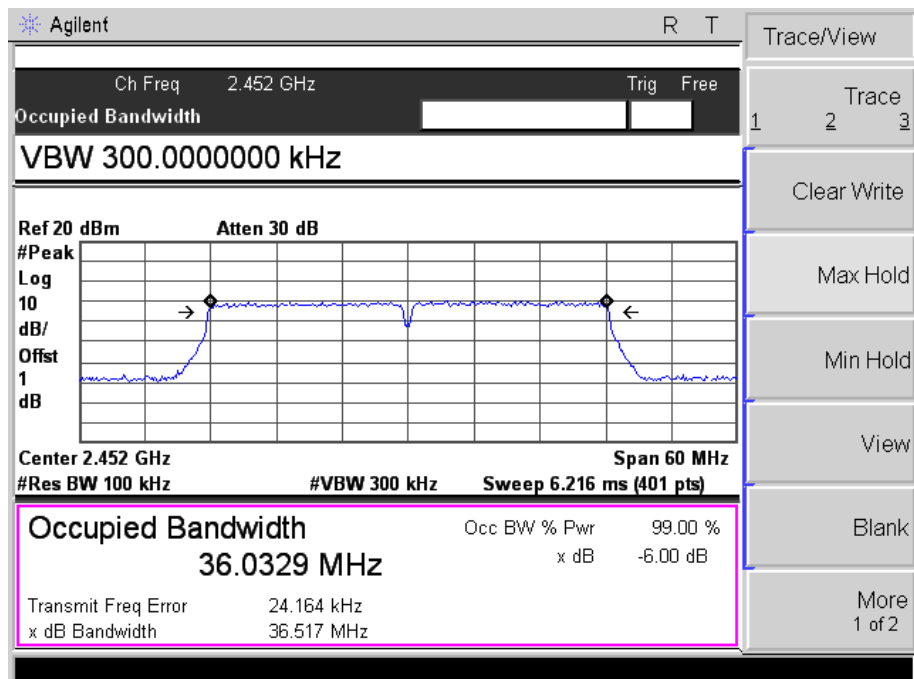 Agilent R T
Ch Freq 2.452 GHz Trig Free
Occupied Bandwidth
VBW 300.0000000 kHz
Ref 20 dBm Atten 30 dB
#Peak
Log
10
dB/
Offst
1
dB
Center 2.452 GHz Span 60 MHz
#Res BW 100 kHz #VBW 300 kHz Sweep 6.216 ms (401 pts)
Occupied Bandwidth Occ BW % Pwr 99.00 %
36.0329 MHz x dB -6.00 dB
Transmit Freq Error 24.164 kHz
x dB Bandwidth 36.517 MHz
Trace/View
Trace
1 2 3
Clear Write
Max Hold
Min Hold
View
Blank
More
1 of 2